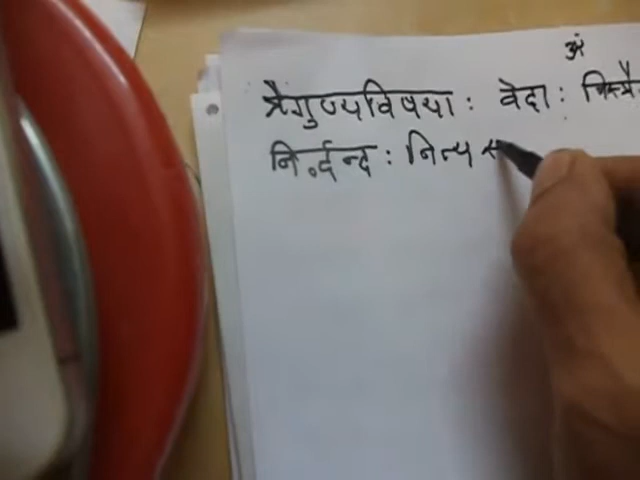 ॐ
त्रैगुण्यविषया: वेदा: निस्त्रै
निर्द्वन्द: नित्य स